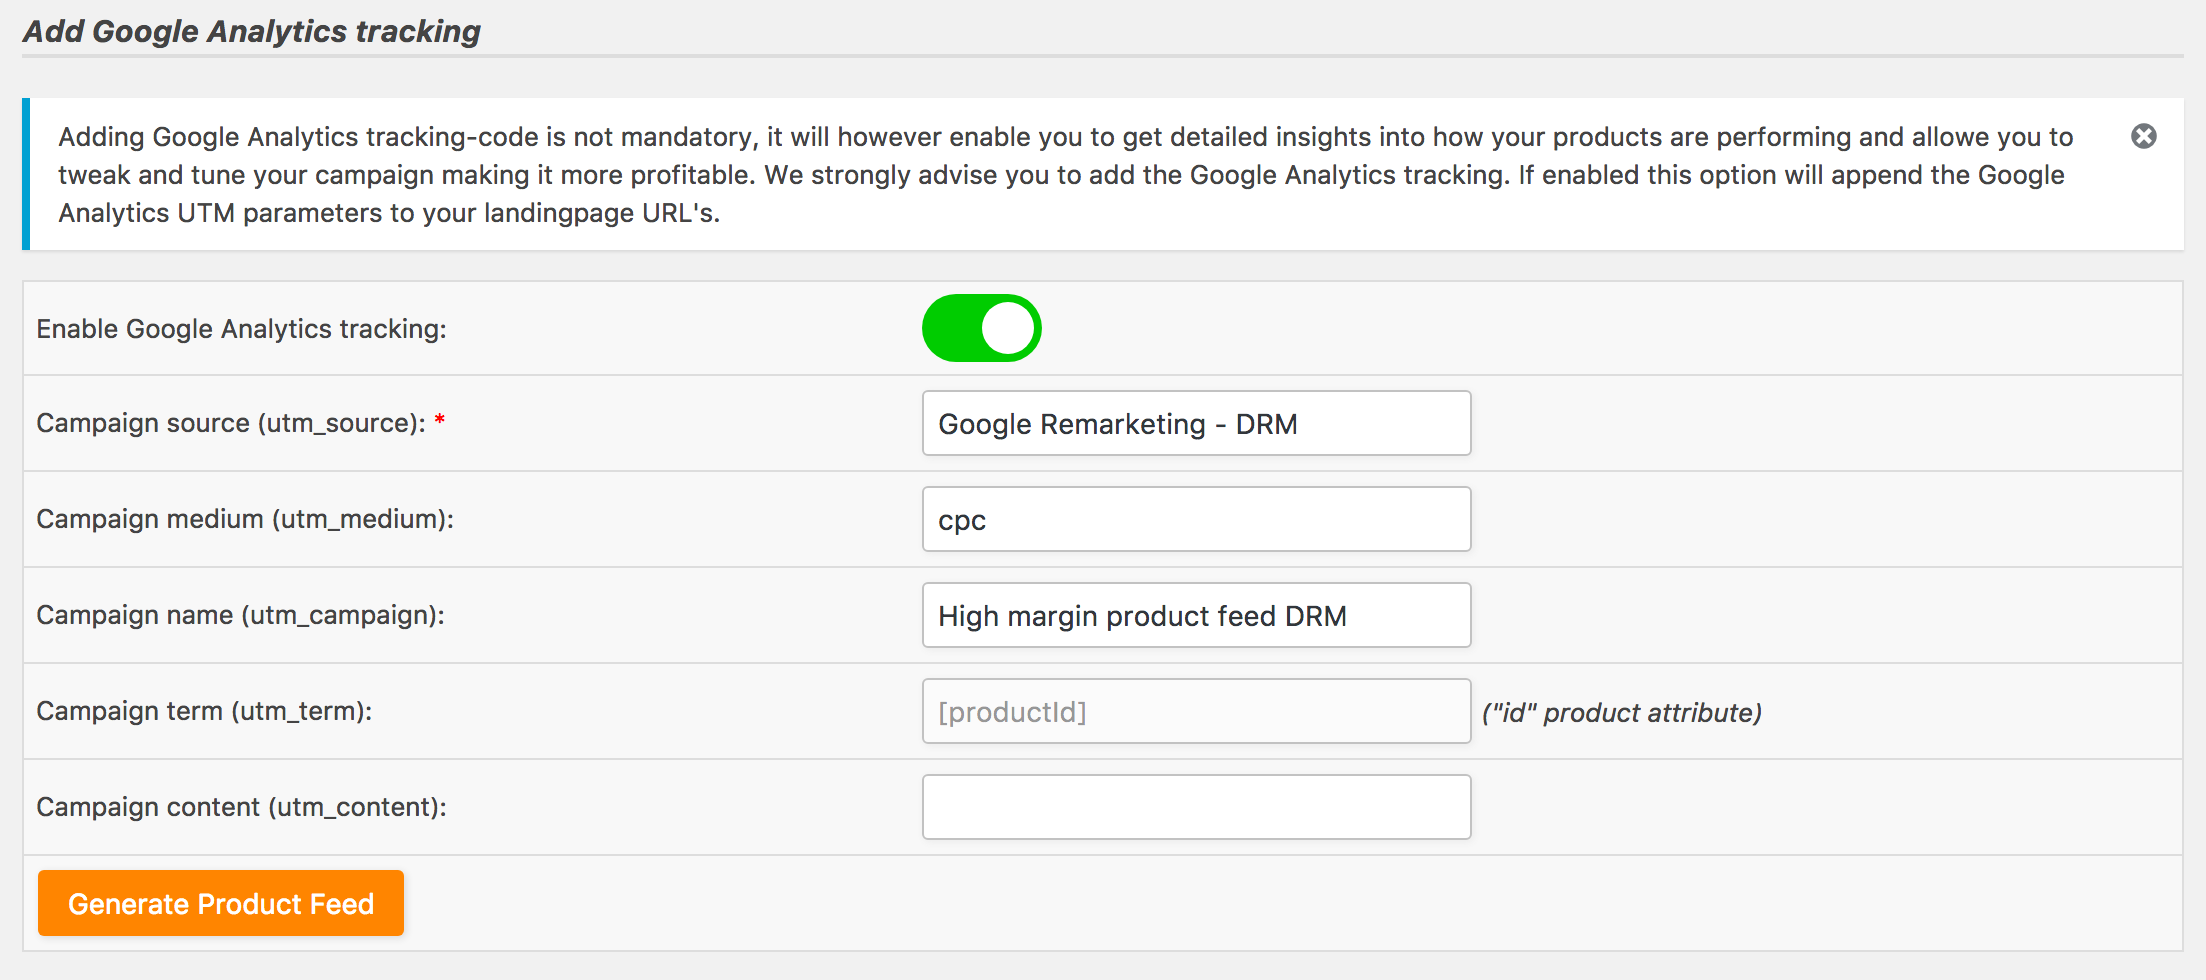 Add Google Analytics tracking
Adding Google Analytics tracking-code is not mandatory, it will however enable you to get detailed insights into how your products are performing and allowe you to
tweak and tune your campaign making it more profitable. We strongly advise you to add the Google Analytics tracking. If enabled this option will append the Google
Analytics UTM parameters to your landingpage URL's.
Enable Google Analytics tracking:
Campaign source (utm_source): * Google Remarketing - DRM
Campaign medium (utm_medium): cpc
Campaign name (utm_campaign): High margin product feed DRM
Campaign term (utm_term): [productId] ("id" product attribute)
Campaign content (utm_content):
Generate Product Feed